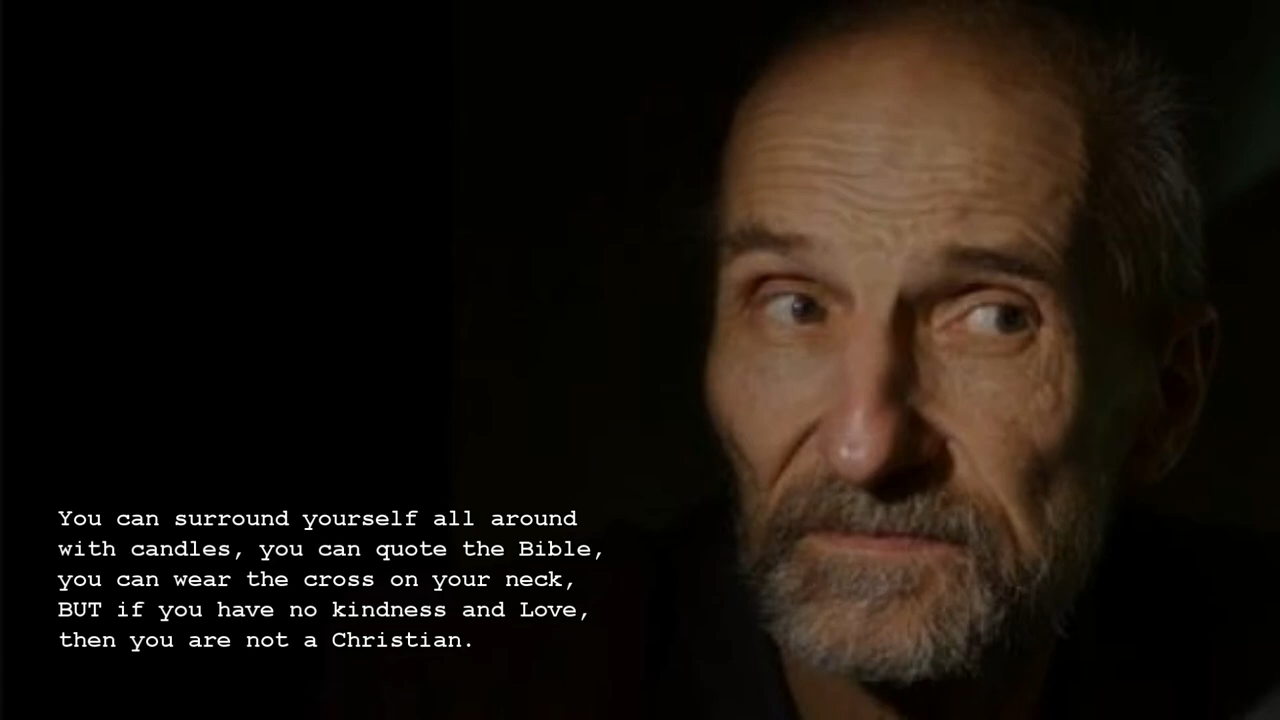 You can surround yourself all around
with candles, you can quote the Bible,
you can wear the cross on your neck,
BUT if you have no kindness and Love,
then you are not a Christian.